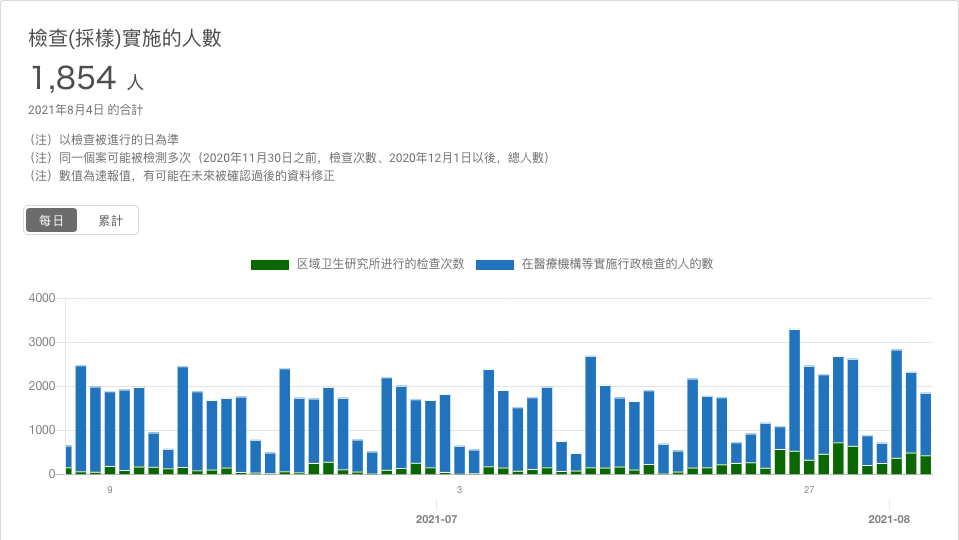 檢查(採樣)實施的人數
1,854 人
2021年8月4日 的合計
（注）以檢查被進行的日為準
（注）同一個案可能被檢測多次（2020年11月30日之前，檢查次數、2020年12月1日以後，總人數）
（注）數值為速報值，有可能在未來被確認過後的資料修正
每日 累計
区域卫生研究所进行的检查次数 在醫療機構等實施行政檢查的人的數
4000
3000
2000
1000
0
9 3 27
2021-07 2021-08